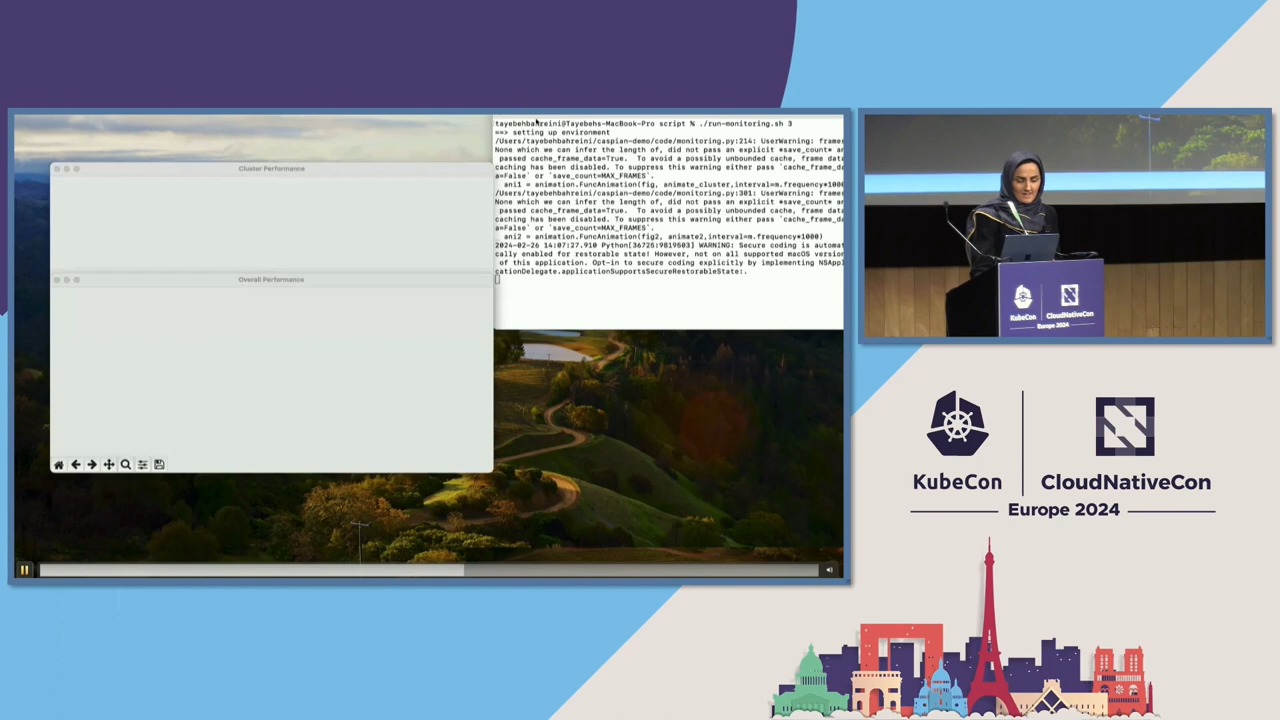 Cluster Performance
Overall Performance
tayebehbahreini@Tayebehs-MacBook-Pro script % ./run-monitoring.sh 3
==> setting up environment
/Users/tayebehbahreini/caspian-demo/code/monitoring.py:214: UserWarning: frames
None which we can infer the length of, did not pass an explicit *save_count* an
passed cache_frame_data=True. To avoid a possibly unbounded cache, frame data
caching has been disabled. To suppress this warning either pass `cache_frame_dat
a=False` or `save_count=MAX_FRAMES`.
ani1 = animation.FuncAnimation(fig, animate_cluster,interval=m.frequency*1000
/Users/tayebehbahreini/caspian-demo/code/monitoring.py:301: UserWarning: frames
None which we can infer the length of, did not pass an explicit *save_count* an
passed cache_frame_data=True. To avoid a possibly unbounded cache, frame data
caching has been disabled. To suppress this warning either pass `cache_frame_dat
a=False` or `save_count=MAX_FRAMES`.
ani2 = animation.FuncAnimation(fig2, animate2,interval=m.frequency*1000)
2024-02-26 14:07:27.910 Python[36725:9819503] WARNING: Secure coding is automat
cally enabled for restorable state! However, not on all supported macOS version
of this application. Opt-in to secure coding explicitly by implementing NSAppl
cationDelegate.applicationSupportsSecureRestorableState:.
KubeCon
CloudNativeCon
Europe 2024
KubeCon
CloudNativeCon
Europe 2024